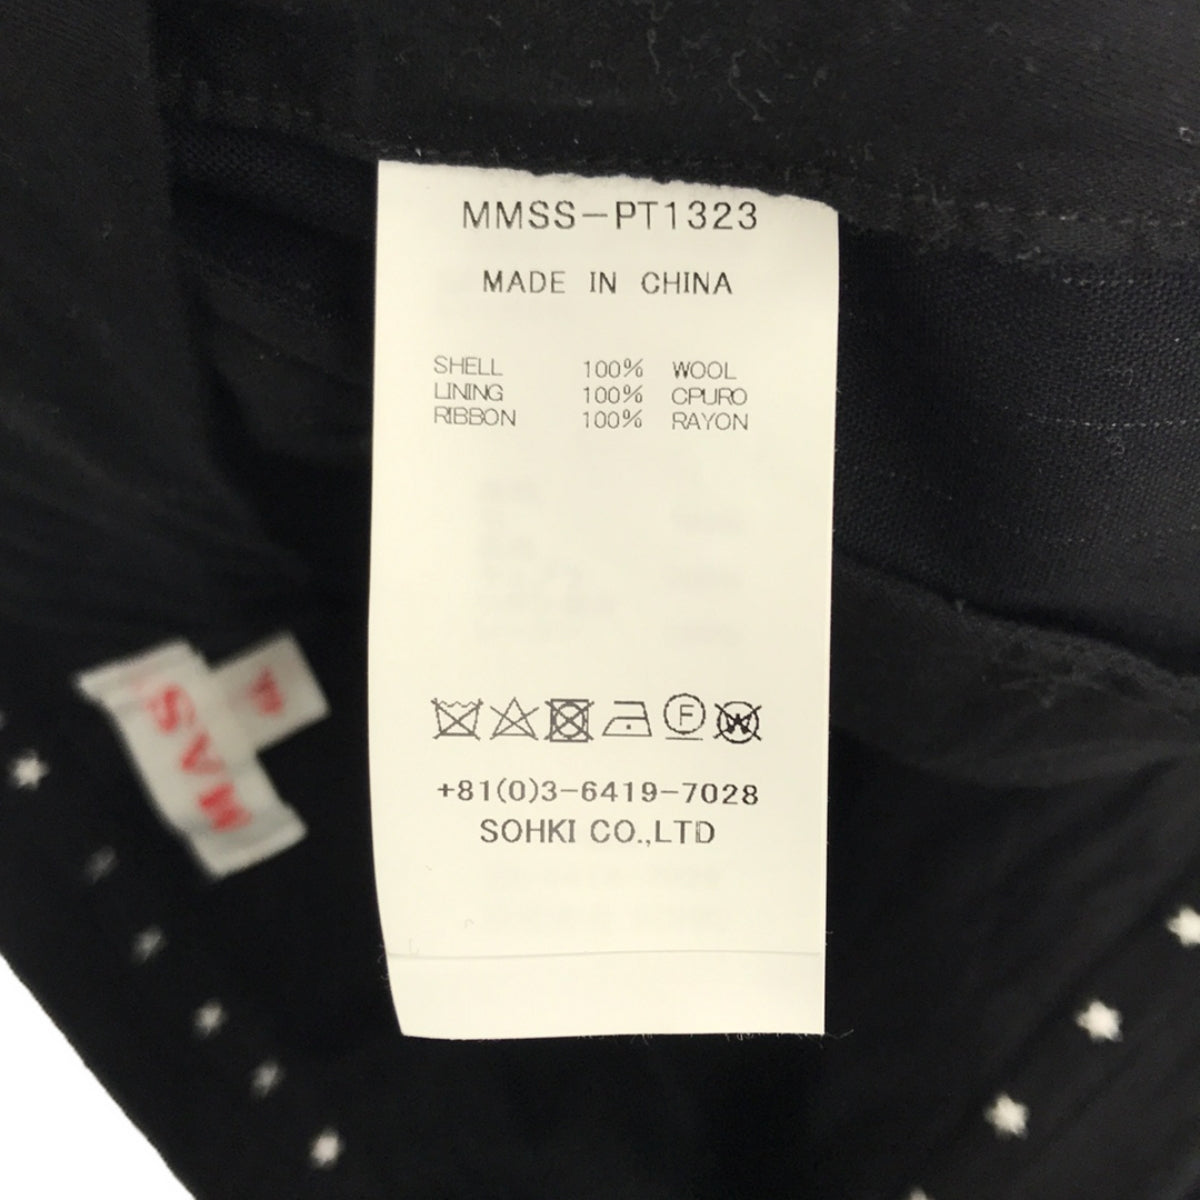 MMSS-PT1323
MADE IN CHINA
SHELL 100% WOOL
LINING 100% CPURO
RIBBON 100% RAYON
F W
+81(0)3-6419-7028
SOHKI CO.,LTD
MAS